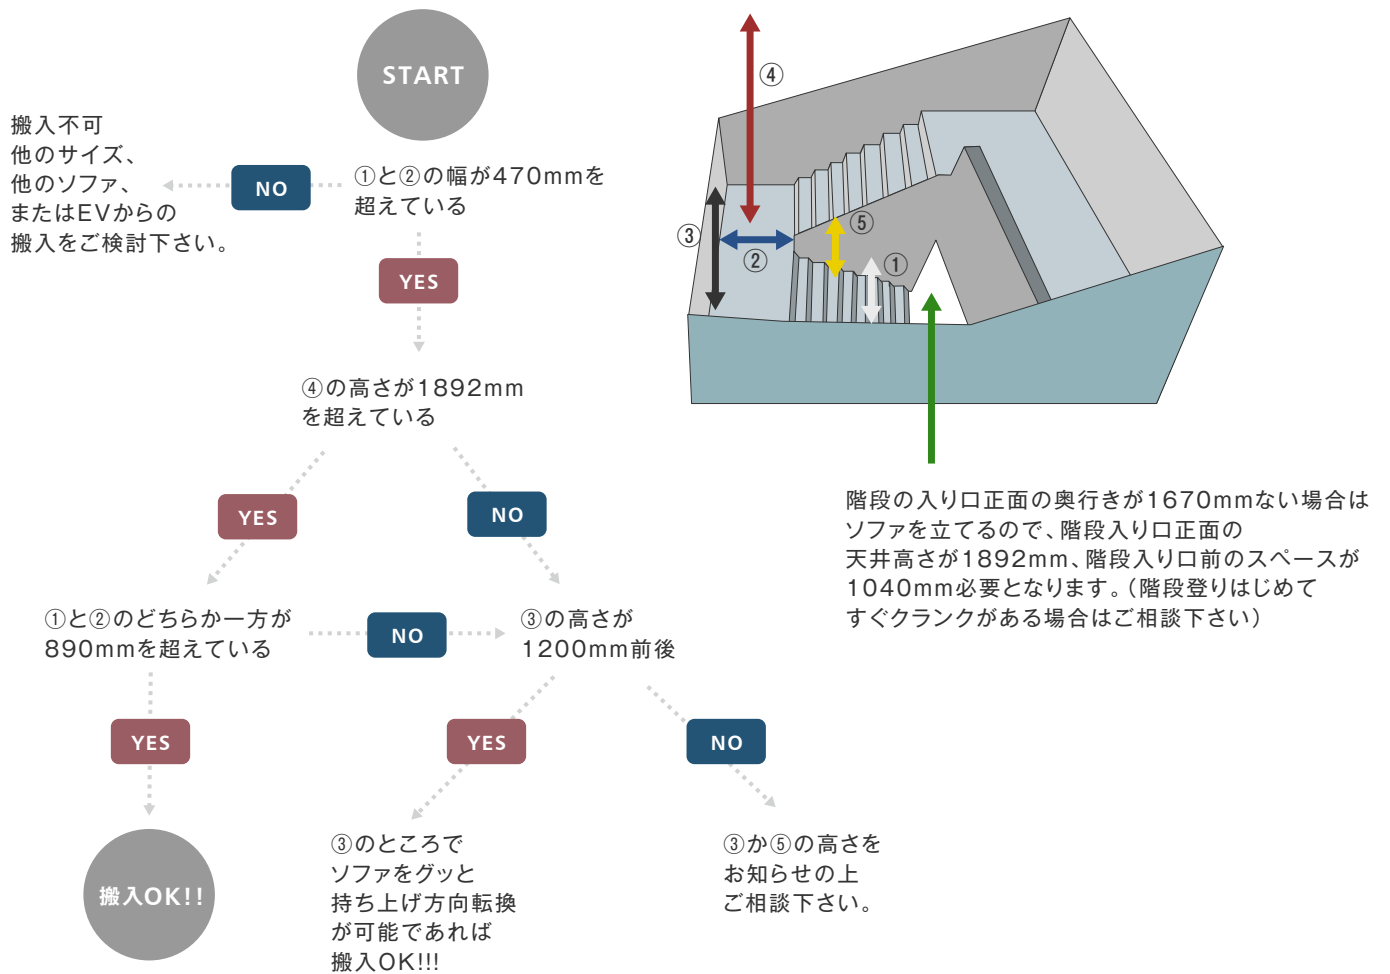 START
搬入不可
他のサイズ、
他のソファ、
またはEVからの
搬入をご検討下さい。
NO
①と②の幅が470mmを
超えている
YES
④の高さが1892mm
を超えている
YES
NO
①と②のどちらか一方が
890mmを超えている
NO
③の高さが
1200mm前後
YES
YES
NO
搬入OK!!
③のところで
ソファをグッと
持ち上げ方向転換
が可能であれば
搬入OK!!!
③か⑤の高さを
お知らせの上
ご相談下さい。
④
③
②
⑤
①
階段の入り口正面の奥行きが1670mmない場合は
ソファを立てるので、階段入り口正面の
天井高さが1892mm、階段入り口前のスペースが
1040mm必要となります。（階段登りはじめて
すぐクランクがある場合はご相談下さい）